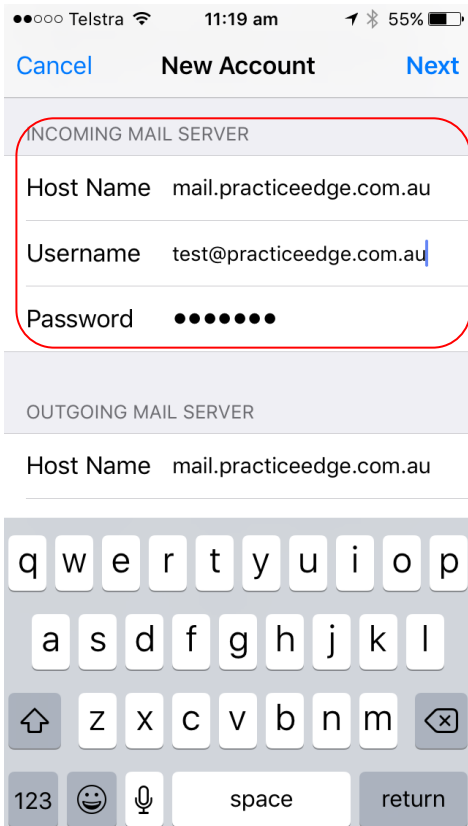 Telstra 11:19 am 55%
Cancel New Account Next
INCOMING MAIL SERVER
Host Name mail.practiceedge.com.au
Username test@practiceedge.com.au
Password ●●●●●●●
OUTGOING MAIL SERVER
Host Name mail.practiceedge.com.au
q w e r t y u i o p
a s d f g h j k l
z x c v b n m
123 space return